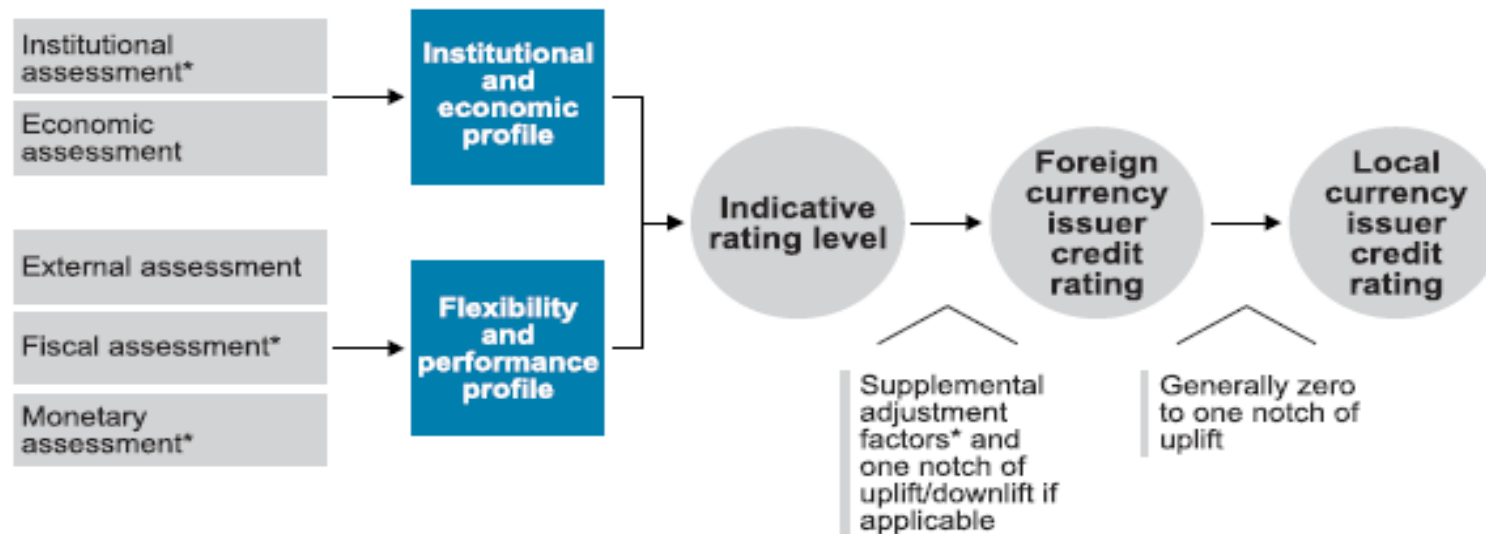 Institutional
assessment*
Economic
assessment
Institutional
and
economic
profile
External assessment
Fiscal assessment*
Monetary
assessment*
Flexibility
and
performance
profile
Indicative
rating level
Foreign
currency
issuer
credit
rating
Local
currency
issuer
credit
rating
Supplemental
adjustment
factors* and
one notch of
uplift/downlift if
applicable
Generally zero
to one notch of
uplift